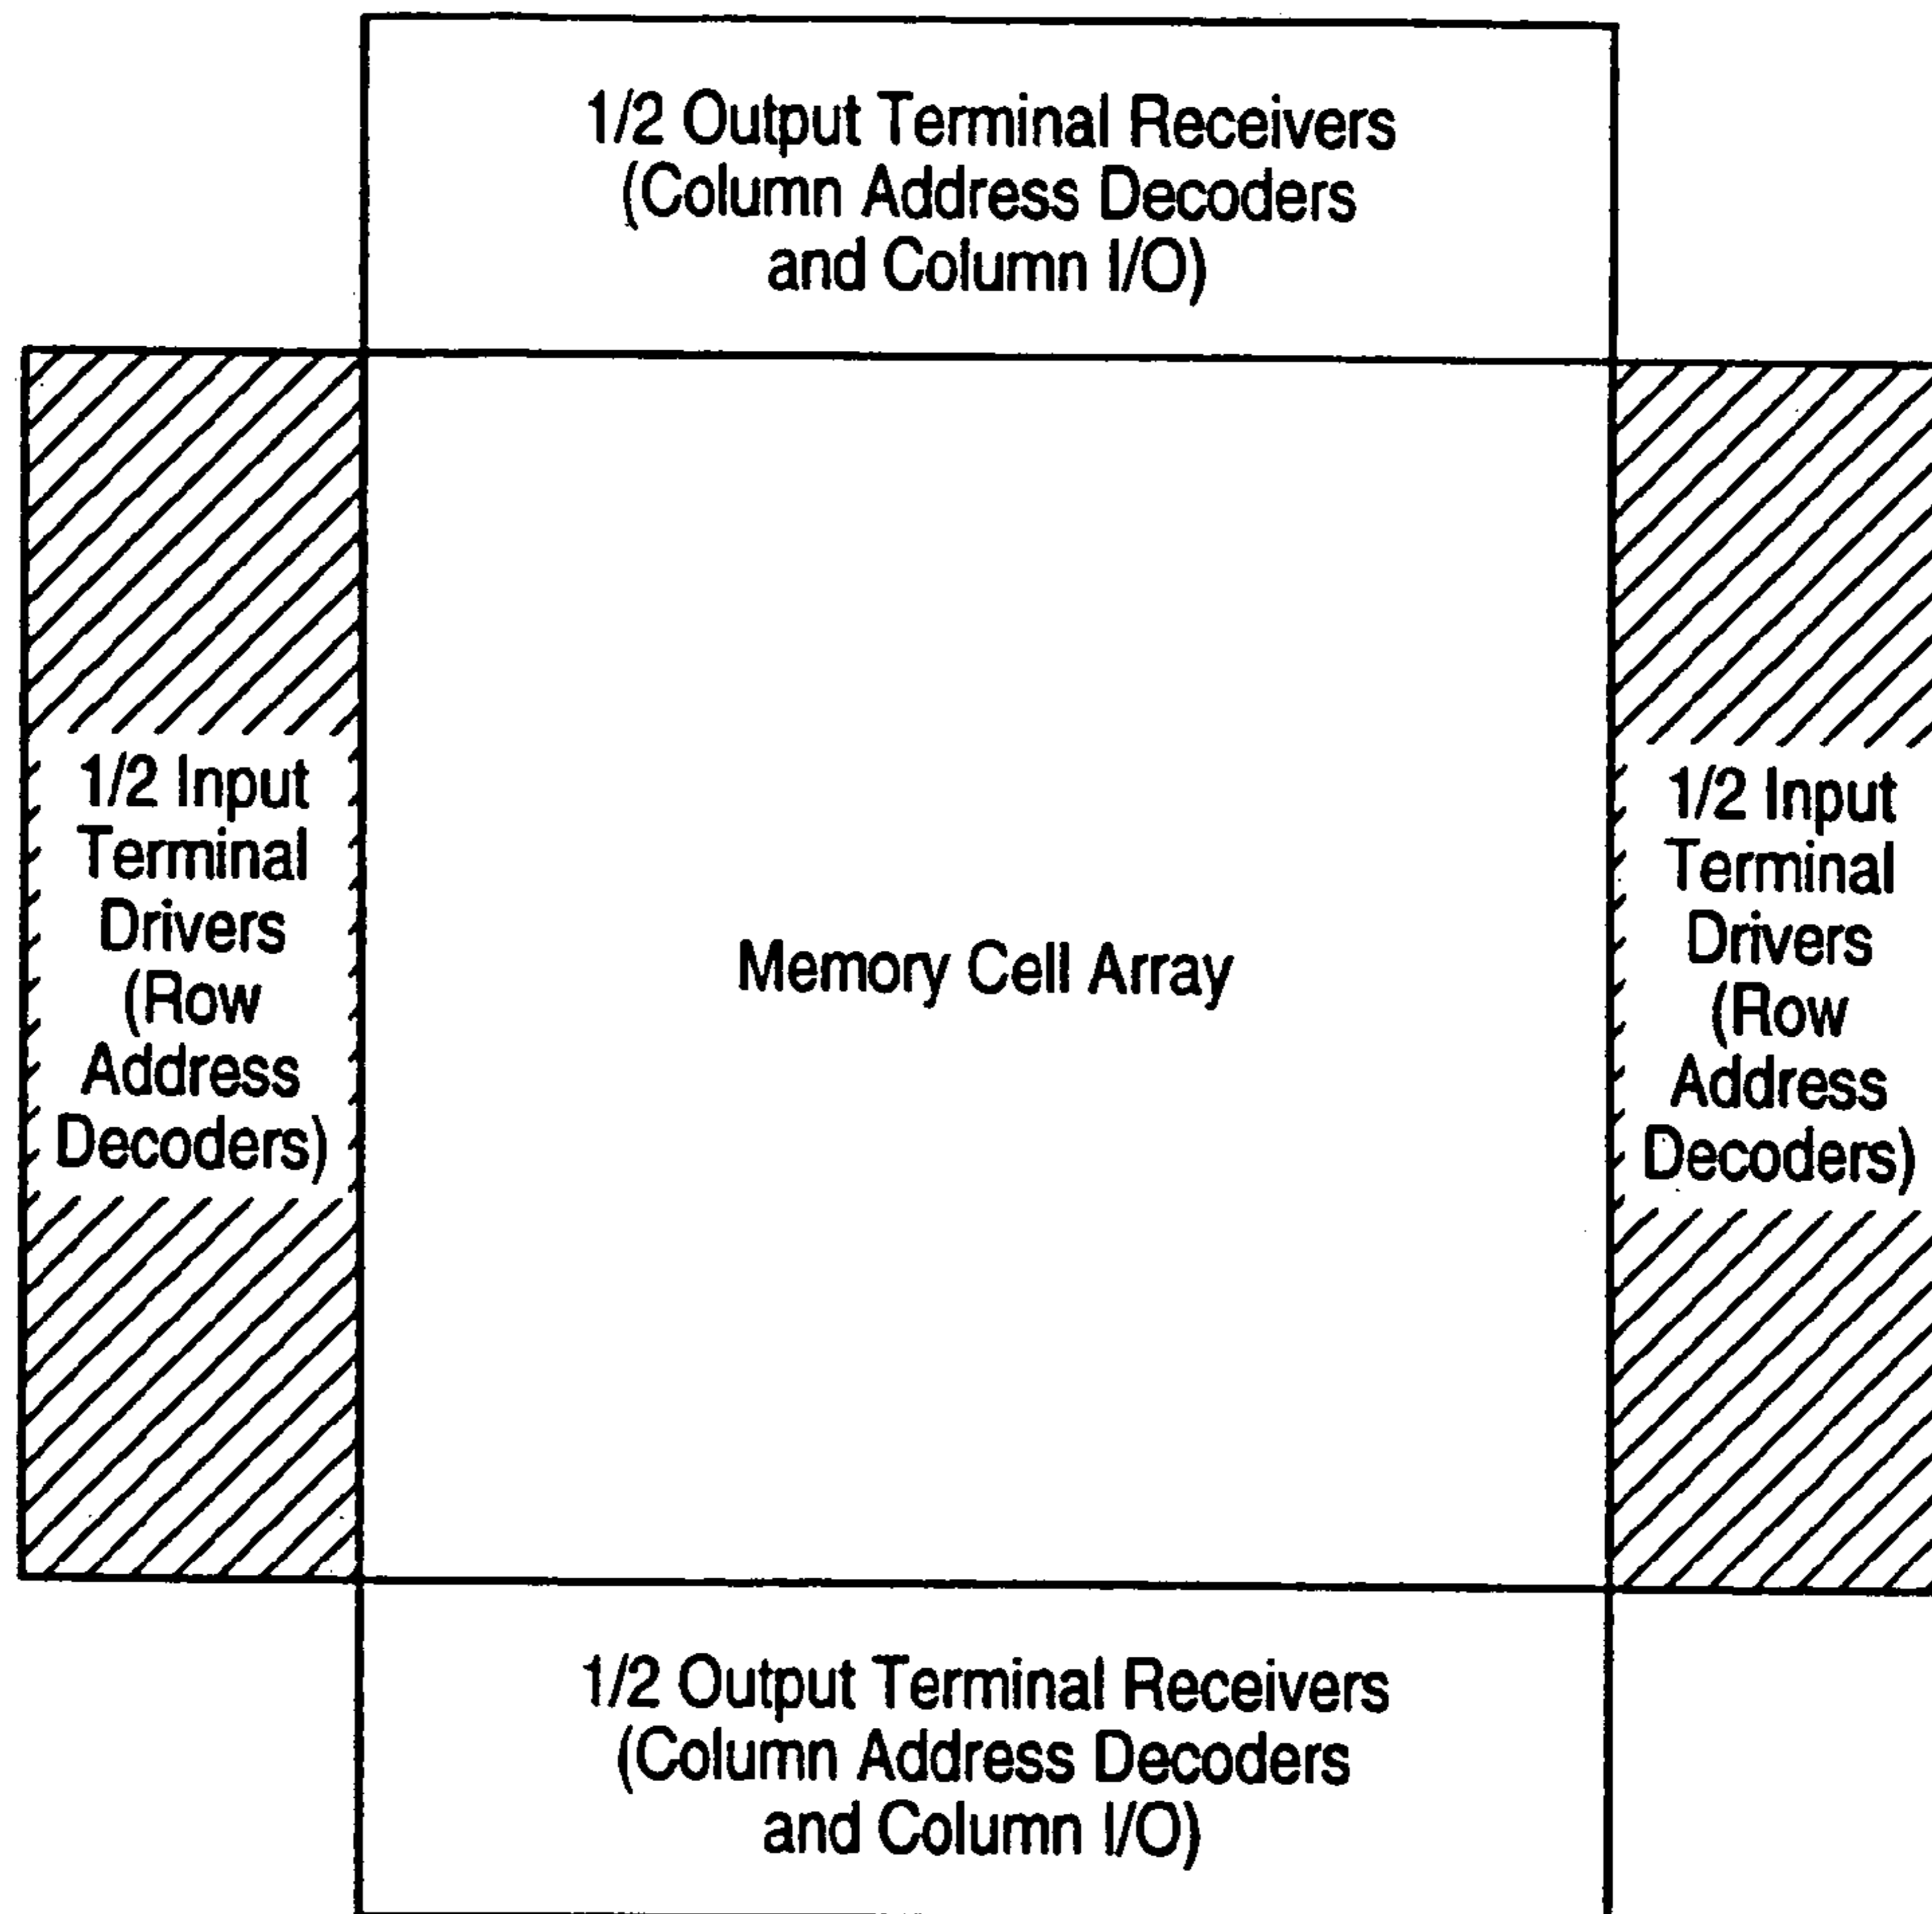 1/2 Output Terminal Receivers
(Column Address Decoders
and Column I/O)
1/2 Input
Terminal
Drivers
(Row
Address
Decoders)
Memory Cell Array
1/2 Input
Terminal
Drivers
(Row
Address
Decoders)
1/2 Output Terminal Receivers
(Column Address Decoders
and Column I/O)